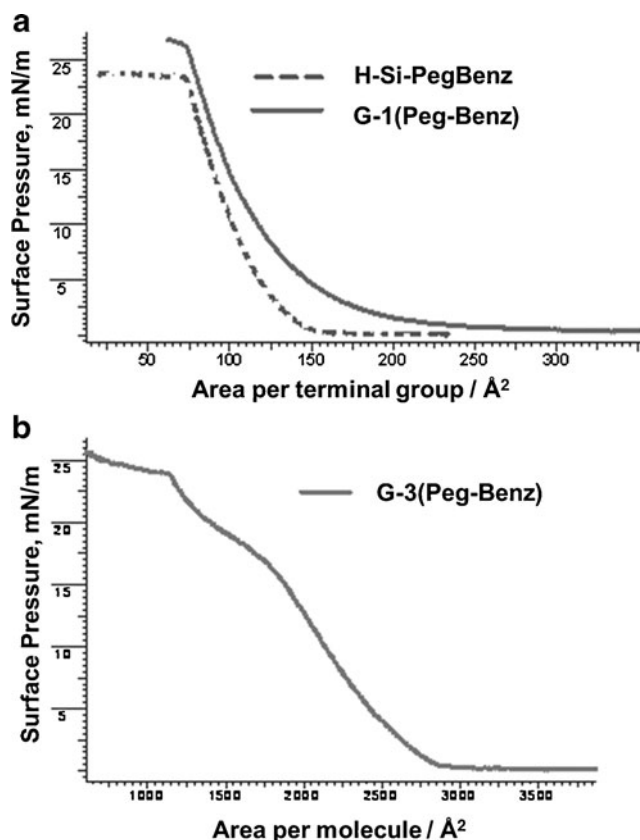 a
Surface Pressure, mN/m
25
20
15
10
5
H-Si-PegBenz
G-1(Peg-Benz)
50 100 150 200 250 300
Area per terminal group / Å²
b
Surface Pressure, mN/m
25
20
15
10
5
G-3(Peg-Benz)
1000 1500 2000 2500 3000 3500
Area per molecule / Å²